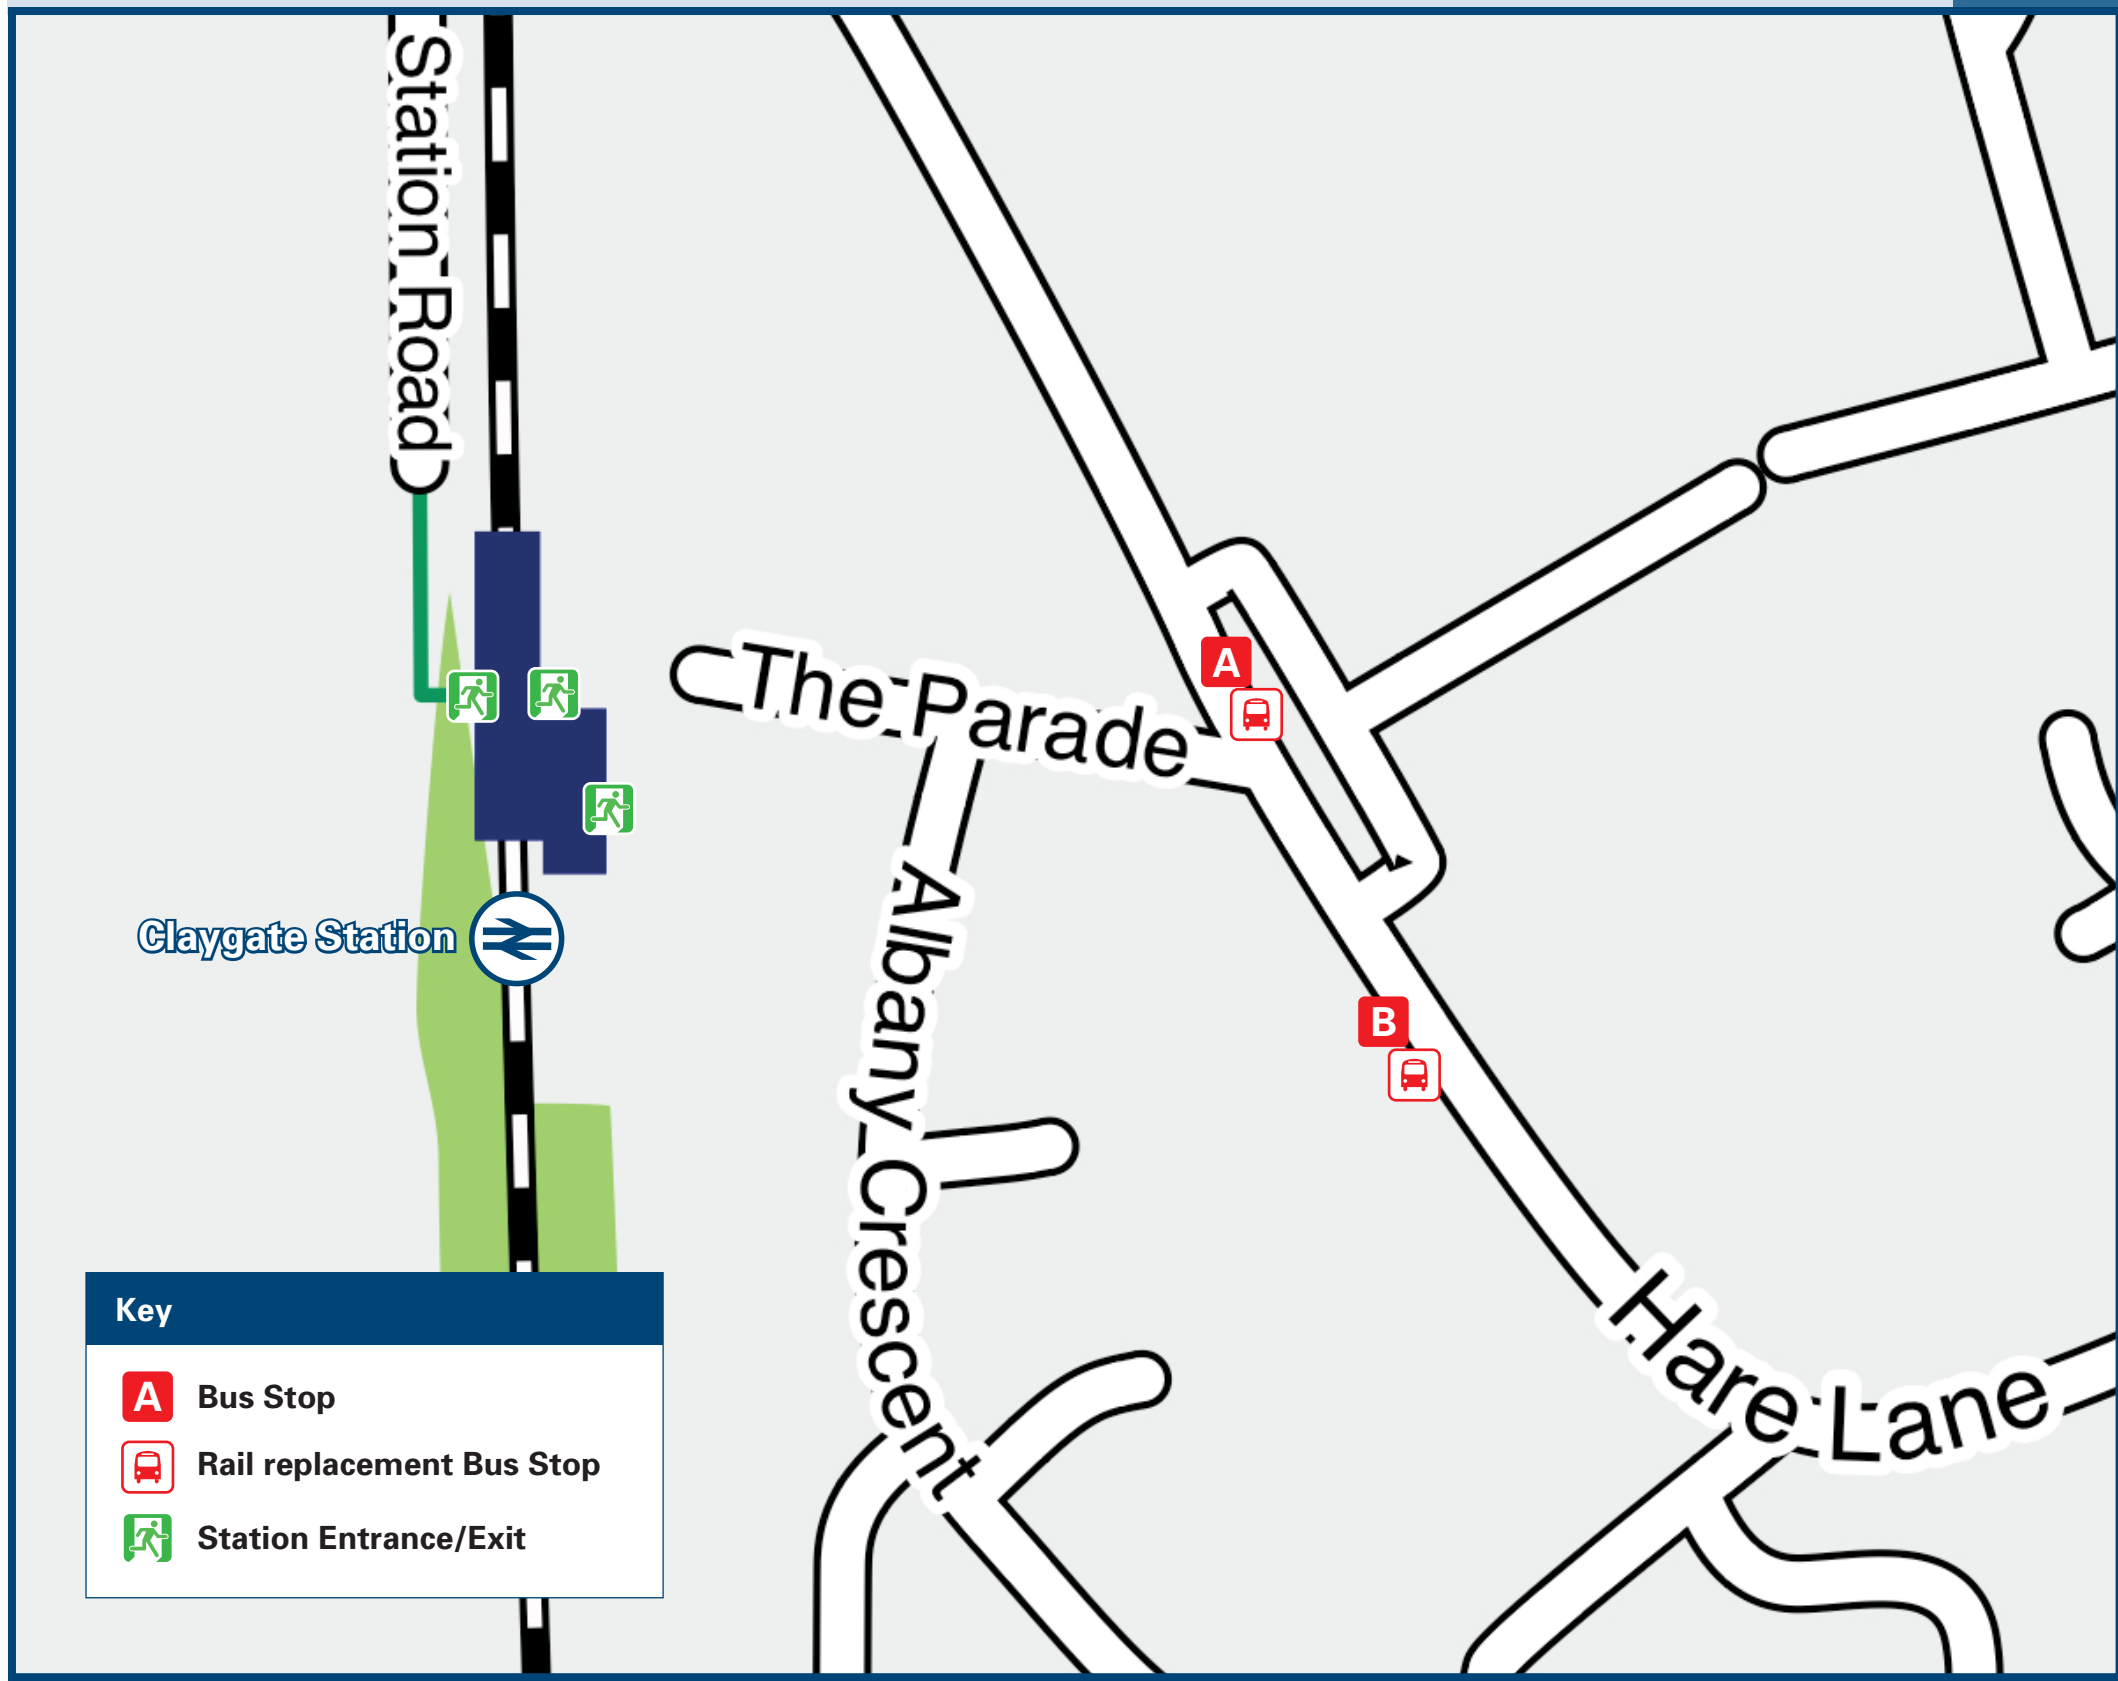 Station Road
The Parade
A
Claygate Station
Albany Crescent
B
Hare Lane
Key
A Bus Stop
Rail replacement Bus Stop
Station Entrance/Exit